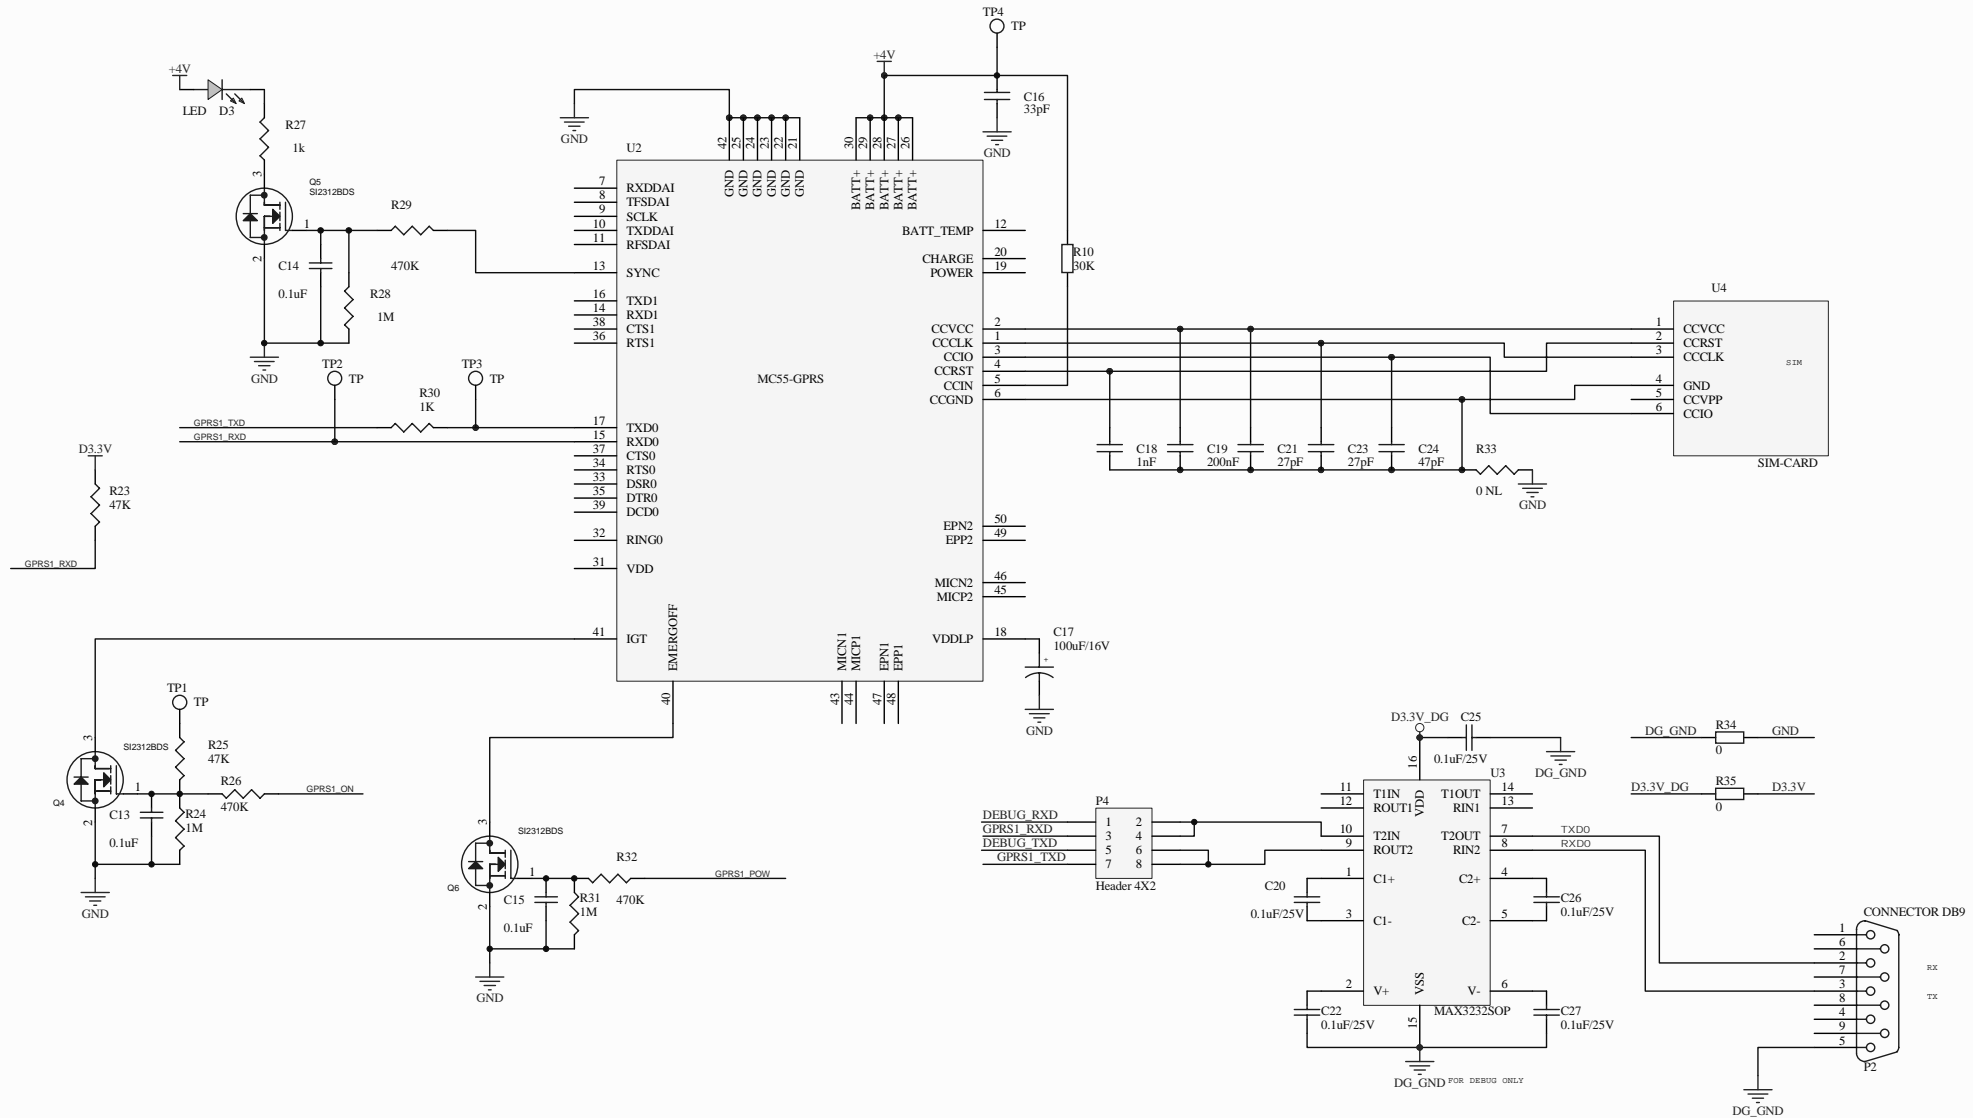 TP4
TP
+4V
C16
33pF
GND
+4V
LED D3
R27
1k
3
Q5
SI2312BDS
1
2
C14
0.1uF
R28
1M
R29
470K
GND
GND
U2
42
25
24
23
22
21
GND
GND
GND
GND
GND
GND
30
29
28
27
26
BATT+
BATT+
BATT+
BATT+
BATT+
7 RXDDAI
8 TFSDAI
9 SCLK
10 TXDDAI
11 RFSDAI
13 SYNC
16 TXD1
14 RXD1
38 CTS1
36 RTS1
17 TXD0
15 RXD0
37 CTS0
34 RTS0
33 DSR0
35 DTR0
39 DCD0
32 RING0
31 VDD
41 IGT
EMERGOFF
40
MC55-GPRS
BATT_TEMP 12
CHARGE 20
POWER 19
CCVCC 2
CCCLK 1
CCIO 3
CCRST 4
CCIN 5
CCGND 6
EPN2 50
EPP2 49
MICN2 46
MICP2 45
VDDLP 18
MICN1
MICP1
EPN1
EPP1
43
44
47
48
R10
30K
C17
100uF/16V
+
GND
TP2
TP
TP3
TP
R30
1K
GPRS1_TXD
GPRS1_RXD
D3.3V
R23
47K
GPRS1_RXD
C18
1nF
C19
200nF
C21
27pF
C23
27pF
C24
47pF
R33
0 NL
GND
U4
1 CCVCC
2 CCRST
3 CCCLK
4 GND
5 CCVPP
6 CCIO
SIM
SIM-CARD
TP1
TP
3
SI2312BDS
Q4
1
2
R25
47K
R26
470K
GPRS1_ON
C13
0.1uF
R24
1M
GND
3
SI2312BDS
Q6
1
2
R32
470K
GPRS1_POW
C15
0.1uF
R31
1M
GND
DEBUG_RXD
GPRS1_RXD
DEBUG_TXD
GPRS1_TXD
P4
1 2
3 4
5 6
7 8
Header 4X2
D3.3V_DG
C25
0.1uF/25V
DG_GND
16
U3
VDD
11 T1IN
12 ROUT1
10 T2IN
9 ROUT2
1 C1+
3 C1-
2 V+
T1OUT 14
RIN1 13
T2OUT 7
RIN2 8
C2+ 4
C2- 5
V- 6
VSS
15
MAX3232SOP
TXD0
RXD0
C20
0.1uF/25V
C26
0.1uF/25V
C22
0.1uF/25V
C27
0.1uF/25V
DG_GND
FOR DEBUG ONLY
DG_GND R34 GND
0
D3.3V_DG R35 D3.3V
0
CONNECTOR DB9
1
6
2
7
3
8
4
9
5
RX
TX
P2
DG_GND